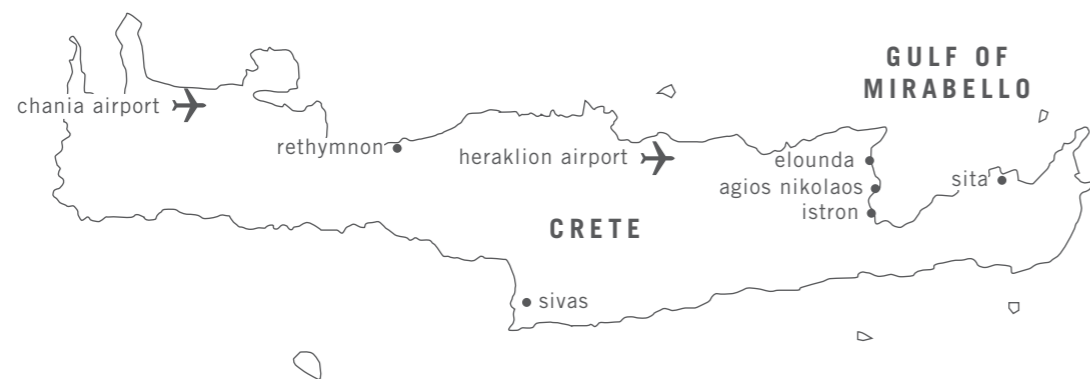 GULF OF
MIRABELLO
chania airport
rethymnon
heraklion airport
elounda
agios nikolaos
sita
istron
CRETE
sivas